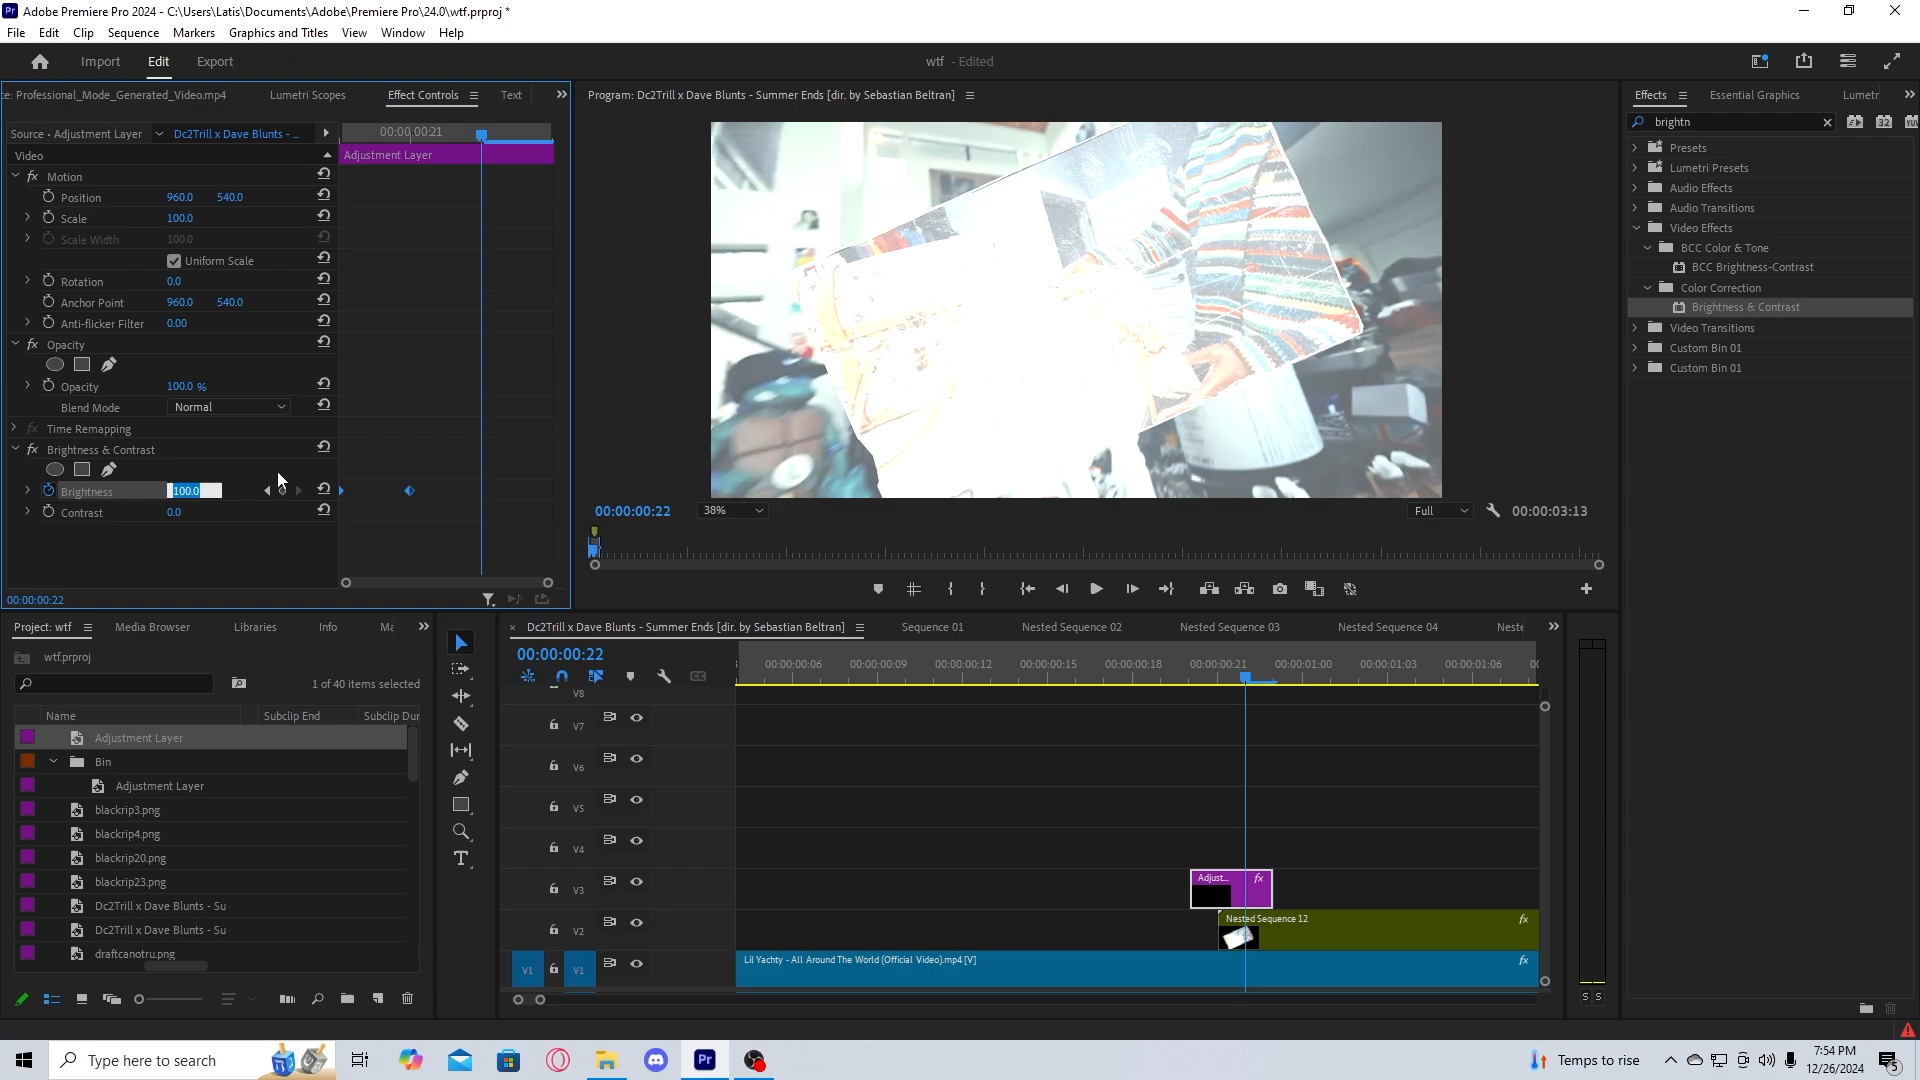 Adobe Premiere Pro 2024 - C:\Users\Latis\Documents\Adobe\Premiere Pro\24.0\wtf.prproj *
File Edit Clip Sequence Markers Graphics and Titles View Window Help
Import Edit Export
wtf - Edited
e: Professional_Mode_Generated_Video.mp4 Lumetri Scopes Effect Controls Text
Source • Adjustment Layer Dc2Trill x Dave Blunts - ... 00:00:00:21
Video Adjustment Layer
fx Motion
Position 960.0 540.0
Scale 100.0
Scale Width 100.0
Uniform Scale
Rotation 0.0
Anchor Point 960.0 540.0
Anti-flicker Filter 0.00
fx Opacity
Opacity 100.0 %
Blend Mode Normal
fx Time Remapping
fx Brightness & Contrast
Brightness 100.0
Contrast 0.0
00:00:00:22
Program: Dc2Trill x Dave Blunts - Summer Ends [dir. by Sebastian Beltran]
00:00:00:22 38% Full 00:00:03:13
Effects Essential Graphics Lumetr
brightn
Presets
Lumetri Presets
Audio Effects
Audio Transitions
Video Effects
BCC Color & Tone
BCC Brightness-Contrast
Color Correction
Brightness & Contrast
Video Transitions
Custom Bin 01
Custom Bin 01
Project: wtf Media Browser Libraries Info Ma
wtf.prproj
1 of 40 items selected
Name Subclip End Subclip Dur
Adjustment Layer
Bin
Adjustment Layer
blackrip3.png
blackrip4.png
blackrip20.png
blackrip23.png
Dc2Trill x Dave Blunts - Su
Dc2Trill x Dave Blunts - Su
draftcanotru.png
× Dc2Trill x Dave Blunts - Summer Ends [dir. by Sebastian Beltran] Sequence 01 Nested Sequence 02 Nested Sequence 03 Nested Sequence 04 Neste
00:00:00:22
00:00:00:06 00:00:00:09 00:00:00:12 00:00:00:15 00:00:00:18 00:00:00:21 00:00:01:00 00:00:01:03 00:00:01:06
V8
V7
V6
V5
V4
V3 Adjust... fx
V2 Nested Sequence 12 fx
V1 V1 Lil Yachty - All Around The World (Official Video).mp4 [V] fx
S S
Type here to search
Temps to rise
7:54 PM
12/26/2024
5